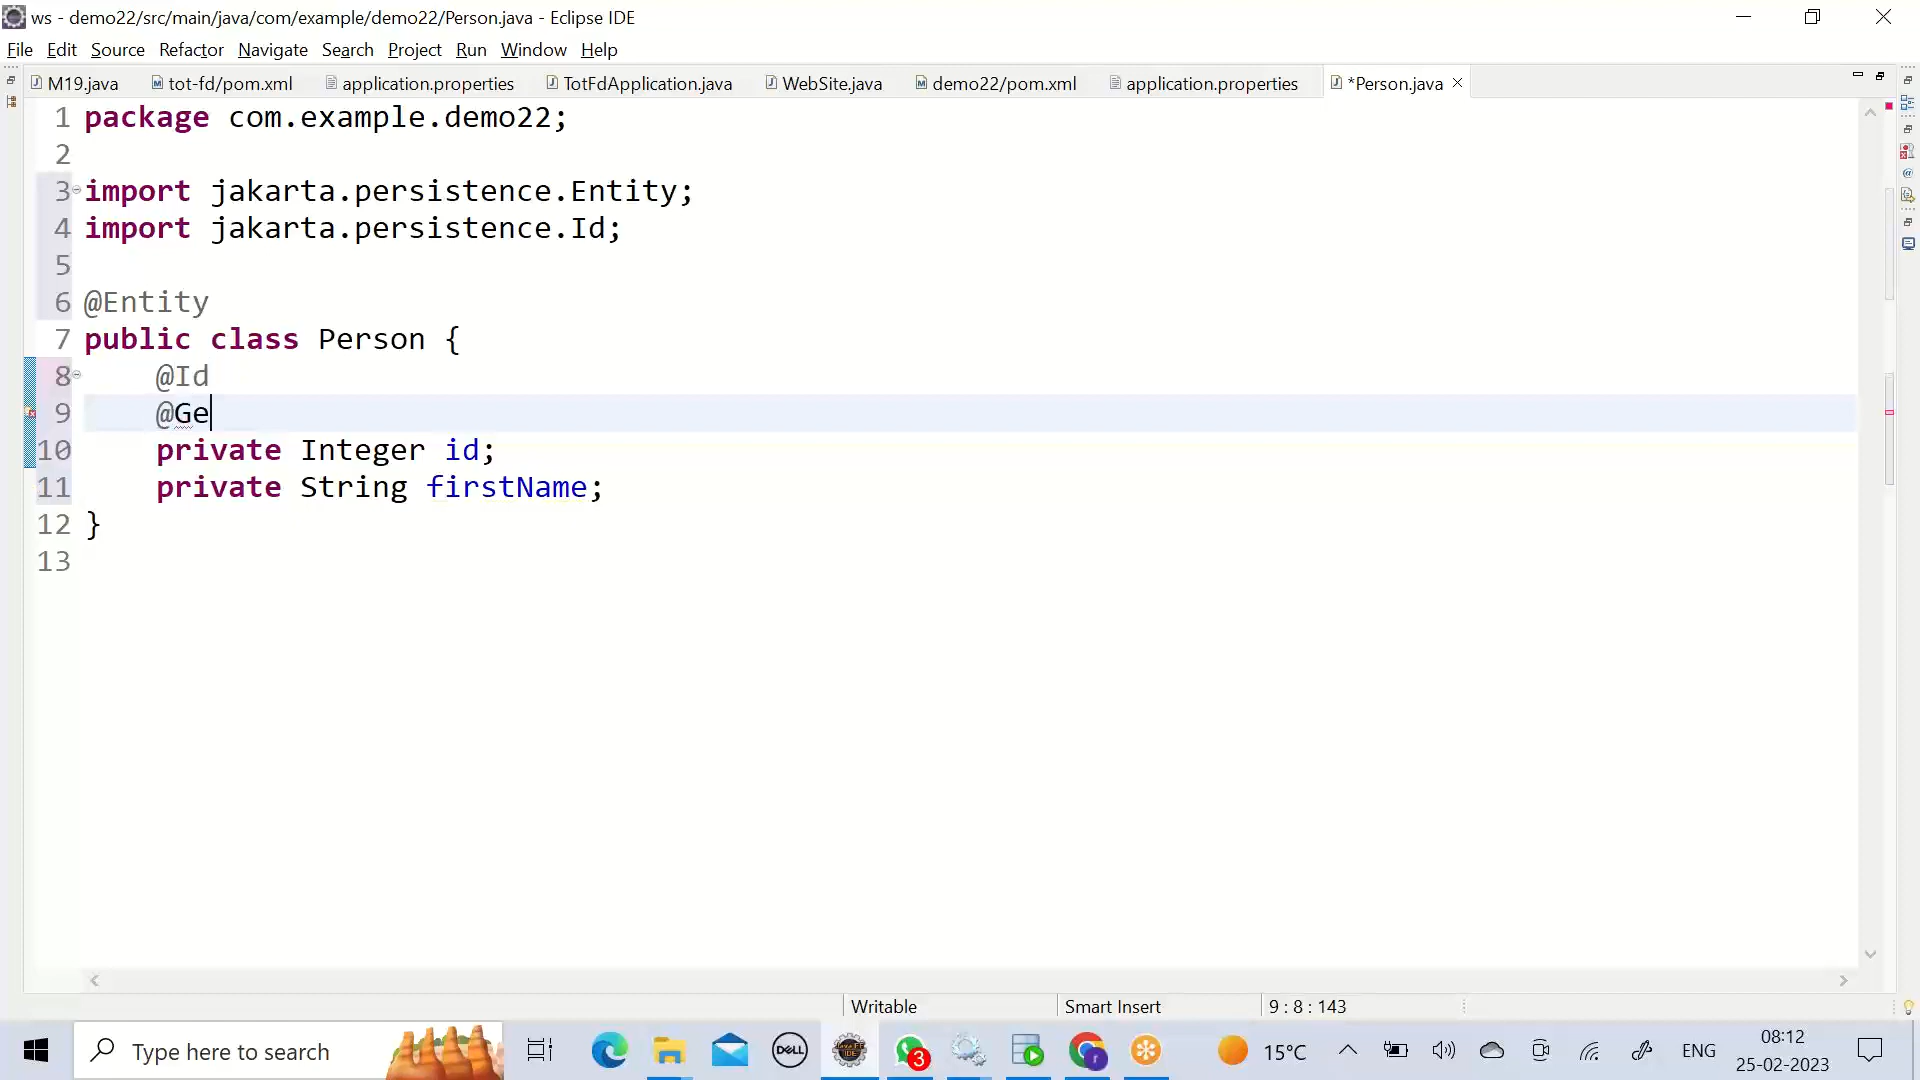 ws - demo22/src/main/java/com/example/demo22/Person.java - Eclipse IDE
File Edit Source Refactor Navigate Search Project Run Window Help
M19.java tot-fd/pom.xml application.properties TotFdApplication.java WebSite.java demo22/pom.xml application.properties *Person.java
1 package com.example.demo22;
2
3 import jakarta.persistence.Entity;
4 import jakarta.persistence.Id;
5
6 @Entity
7 public class Person {
8 @Id
9 @Ge
10 private Integer id;
11 private String firstName;
12 }
13
Writable Smart Insert 9 : 8 : 143
Type here to search DELL 3 r 15°C ENG 08:12
25-02-2023